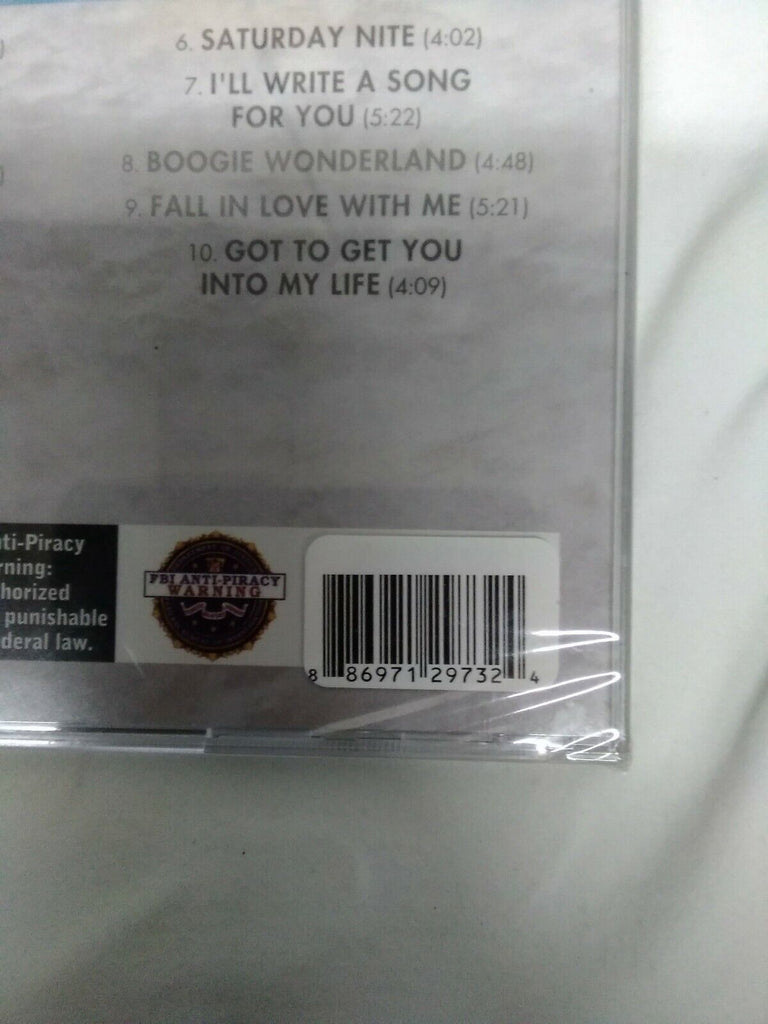 6. SATURDAY NITE (4:02)
7. I'LL WRITE A SONG
FOR YOU (5:22)
8. BOOGIE WONDERLAND (4:48)
9. FALL IN LOVE WITH ME (5:21)
10. GOT TO GET YOU
INTO MY LIFE (4:09)
ti-Piracy
rning:
horized
punishable
deral law.
FBI ANTI-PIRACY
WARNING
8 86971 29732 4